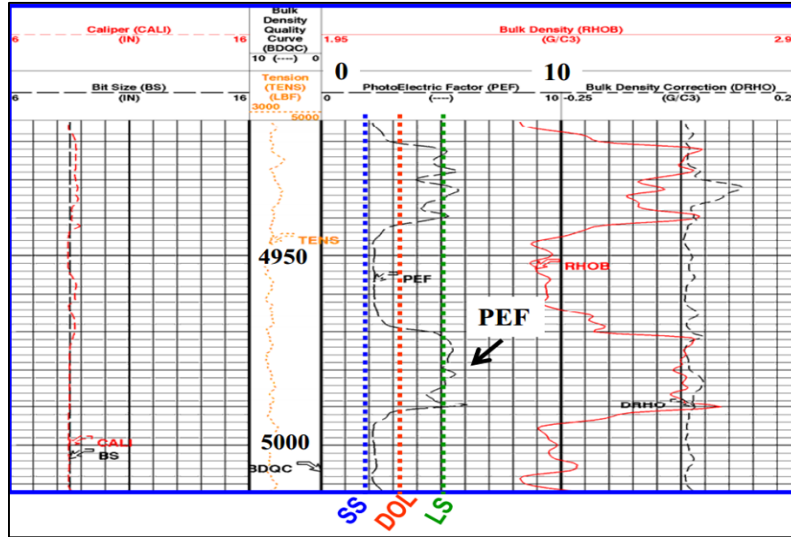 Caliper (CALI)
6 (IN) 16
Bulk
Density
Quality
Curve
(BDQC)
10 (----) 0
Bulk Density (RHOB)
1.95 (G/C3) 2.9
0 10
Bit Size (BS)
6 (IN) 16
Tension
(TENS)
(LBF)
3000
5000
PhotoElectric Factor (PEF)
0 (----) 10
Bulk Density Correction (DRHO)
-0.25 (G/C3) 0.2
TENS
4950
RHOB
PEF
PEF
DRHO
5000
CALI
BS
BDQC
SS
DOL
LS